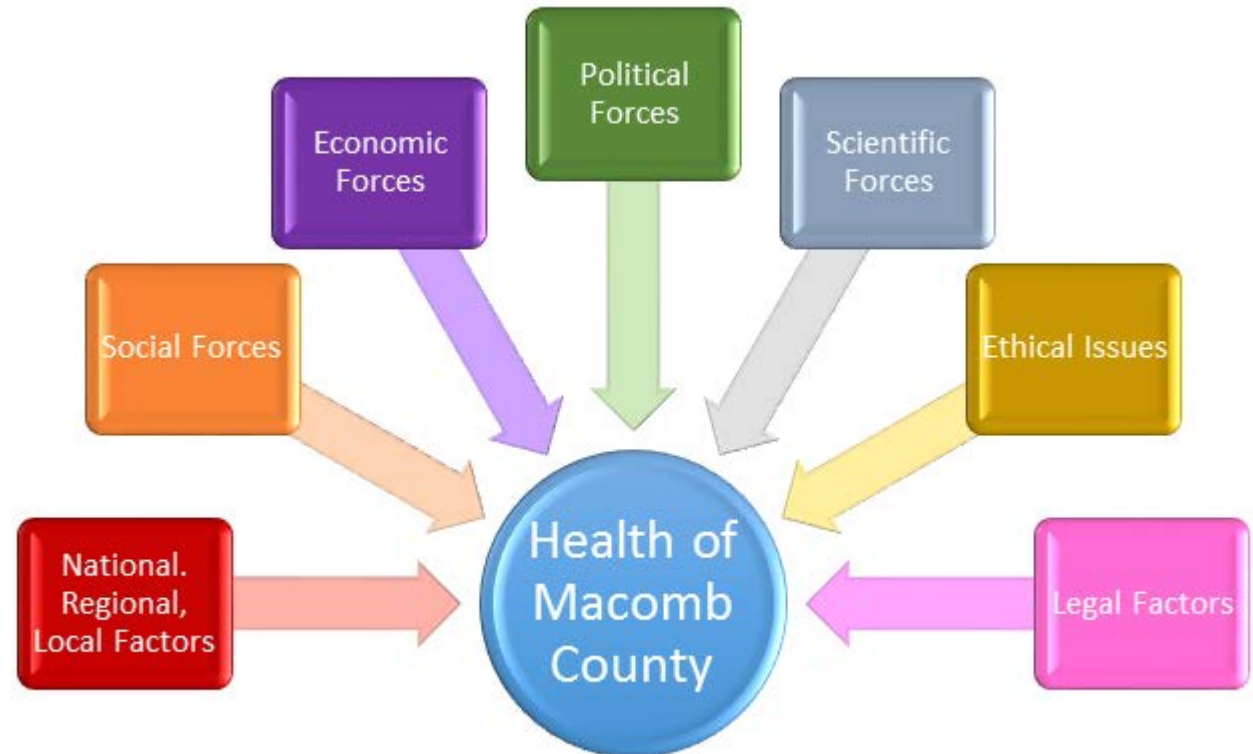 Political
Forces
Economic
Forces
Scientific
Forces
Social Forces
Ethical Issues
National.
Regional,
Local Factors
Health of
Macomb
County
Legal Factors